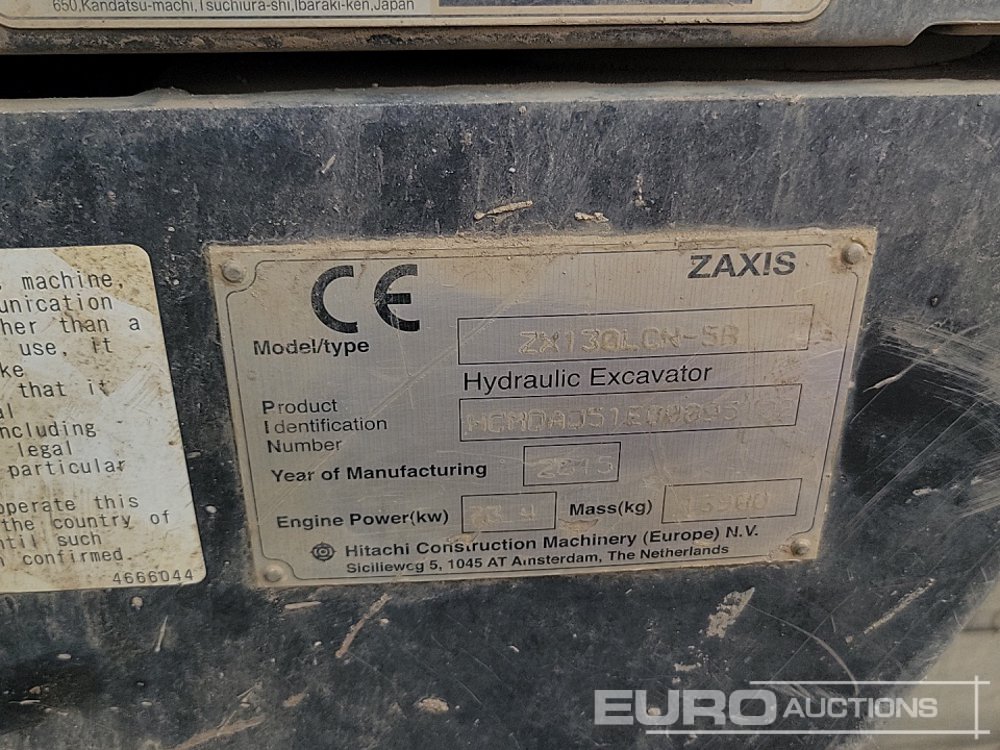 650,Kandatsu-machi,Tsuchiura-shi,Ibaraki-ken,Japan
machine,
her than a
use, it
that it
including
legal
particular
operate this
the country of
such
confirmed.
4666044
CE
ZAXIS
Model/type ZX130LCN-5B
Hydraulic Excavator
Product
Identification
Number
Year of Manufacturing 2015
Engine Power(kw) 73.4 Mass(kg)
Hitachi Construction Machinery (Europe) N.V.
Sicilieweg 5, 1045 AT Amsterdam, The Netherlands
EURO AUCTIONS